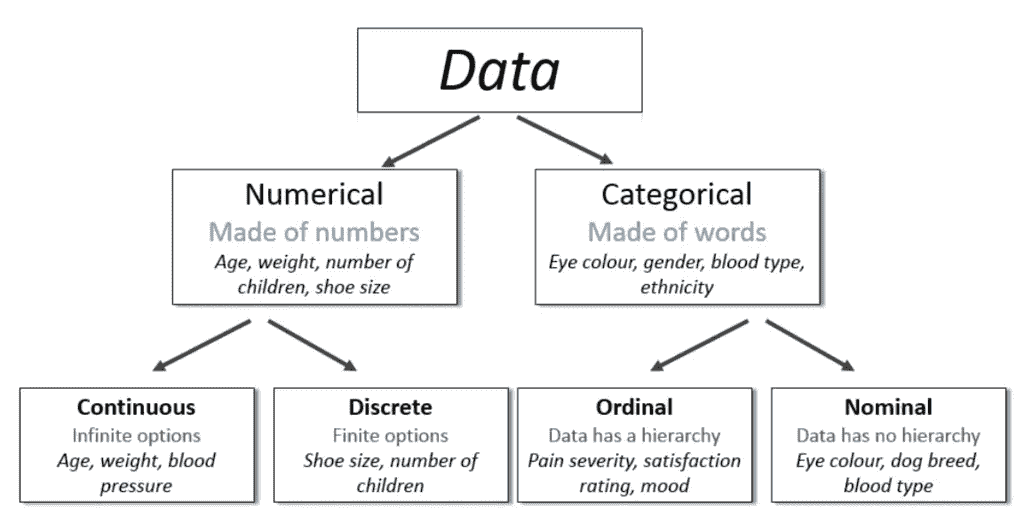 Data
Numerical
Made of numbers
Age, weight, number of
children, shoe size
Categorical
Made of words
Eye colour, gender, blood type,
ethnicity
Continuous
Infinite options
Age, weight, blood
pressure
Discrete
Finite options
Shoe size, number of
children
Ordinal
Data has a hierarchy
Pain severity, satisfaction
rating, mood
Nominal
Data has no hierarchy
Eye colour, dog breed,
blood type